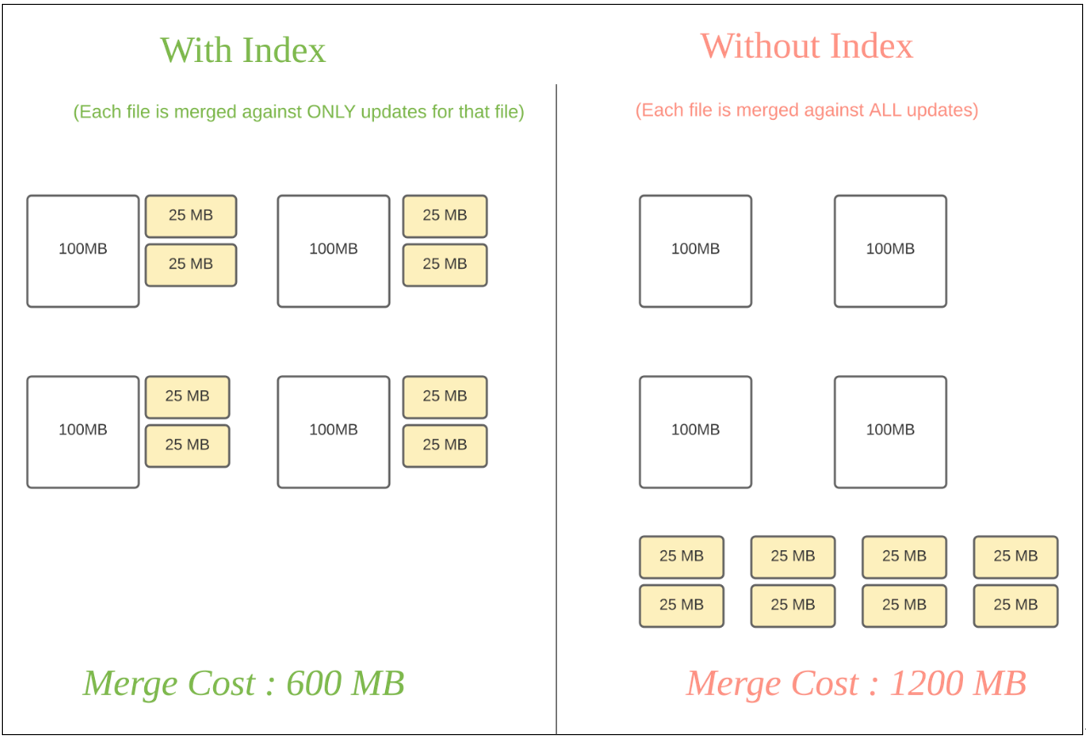 With Index
(Each file is merged against ONLY updates for that file)
100MB
25 MB
25 MB
100MB
25 MB
25 MB
100MB
25 MB
25 MB
100MB
25 MB
25 MB
Merge Cost : 600 MB
Without Index
(Each file is merged against ALL updates)
100MB
100MB
100MB
100MB
25 MB
25 MB
25 MB
25 MB
25 MB
25 MB
25 MB
25 MB
Merge Cost : 1200 MB